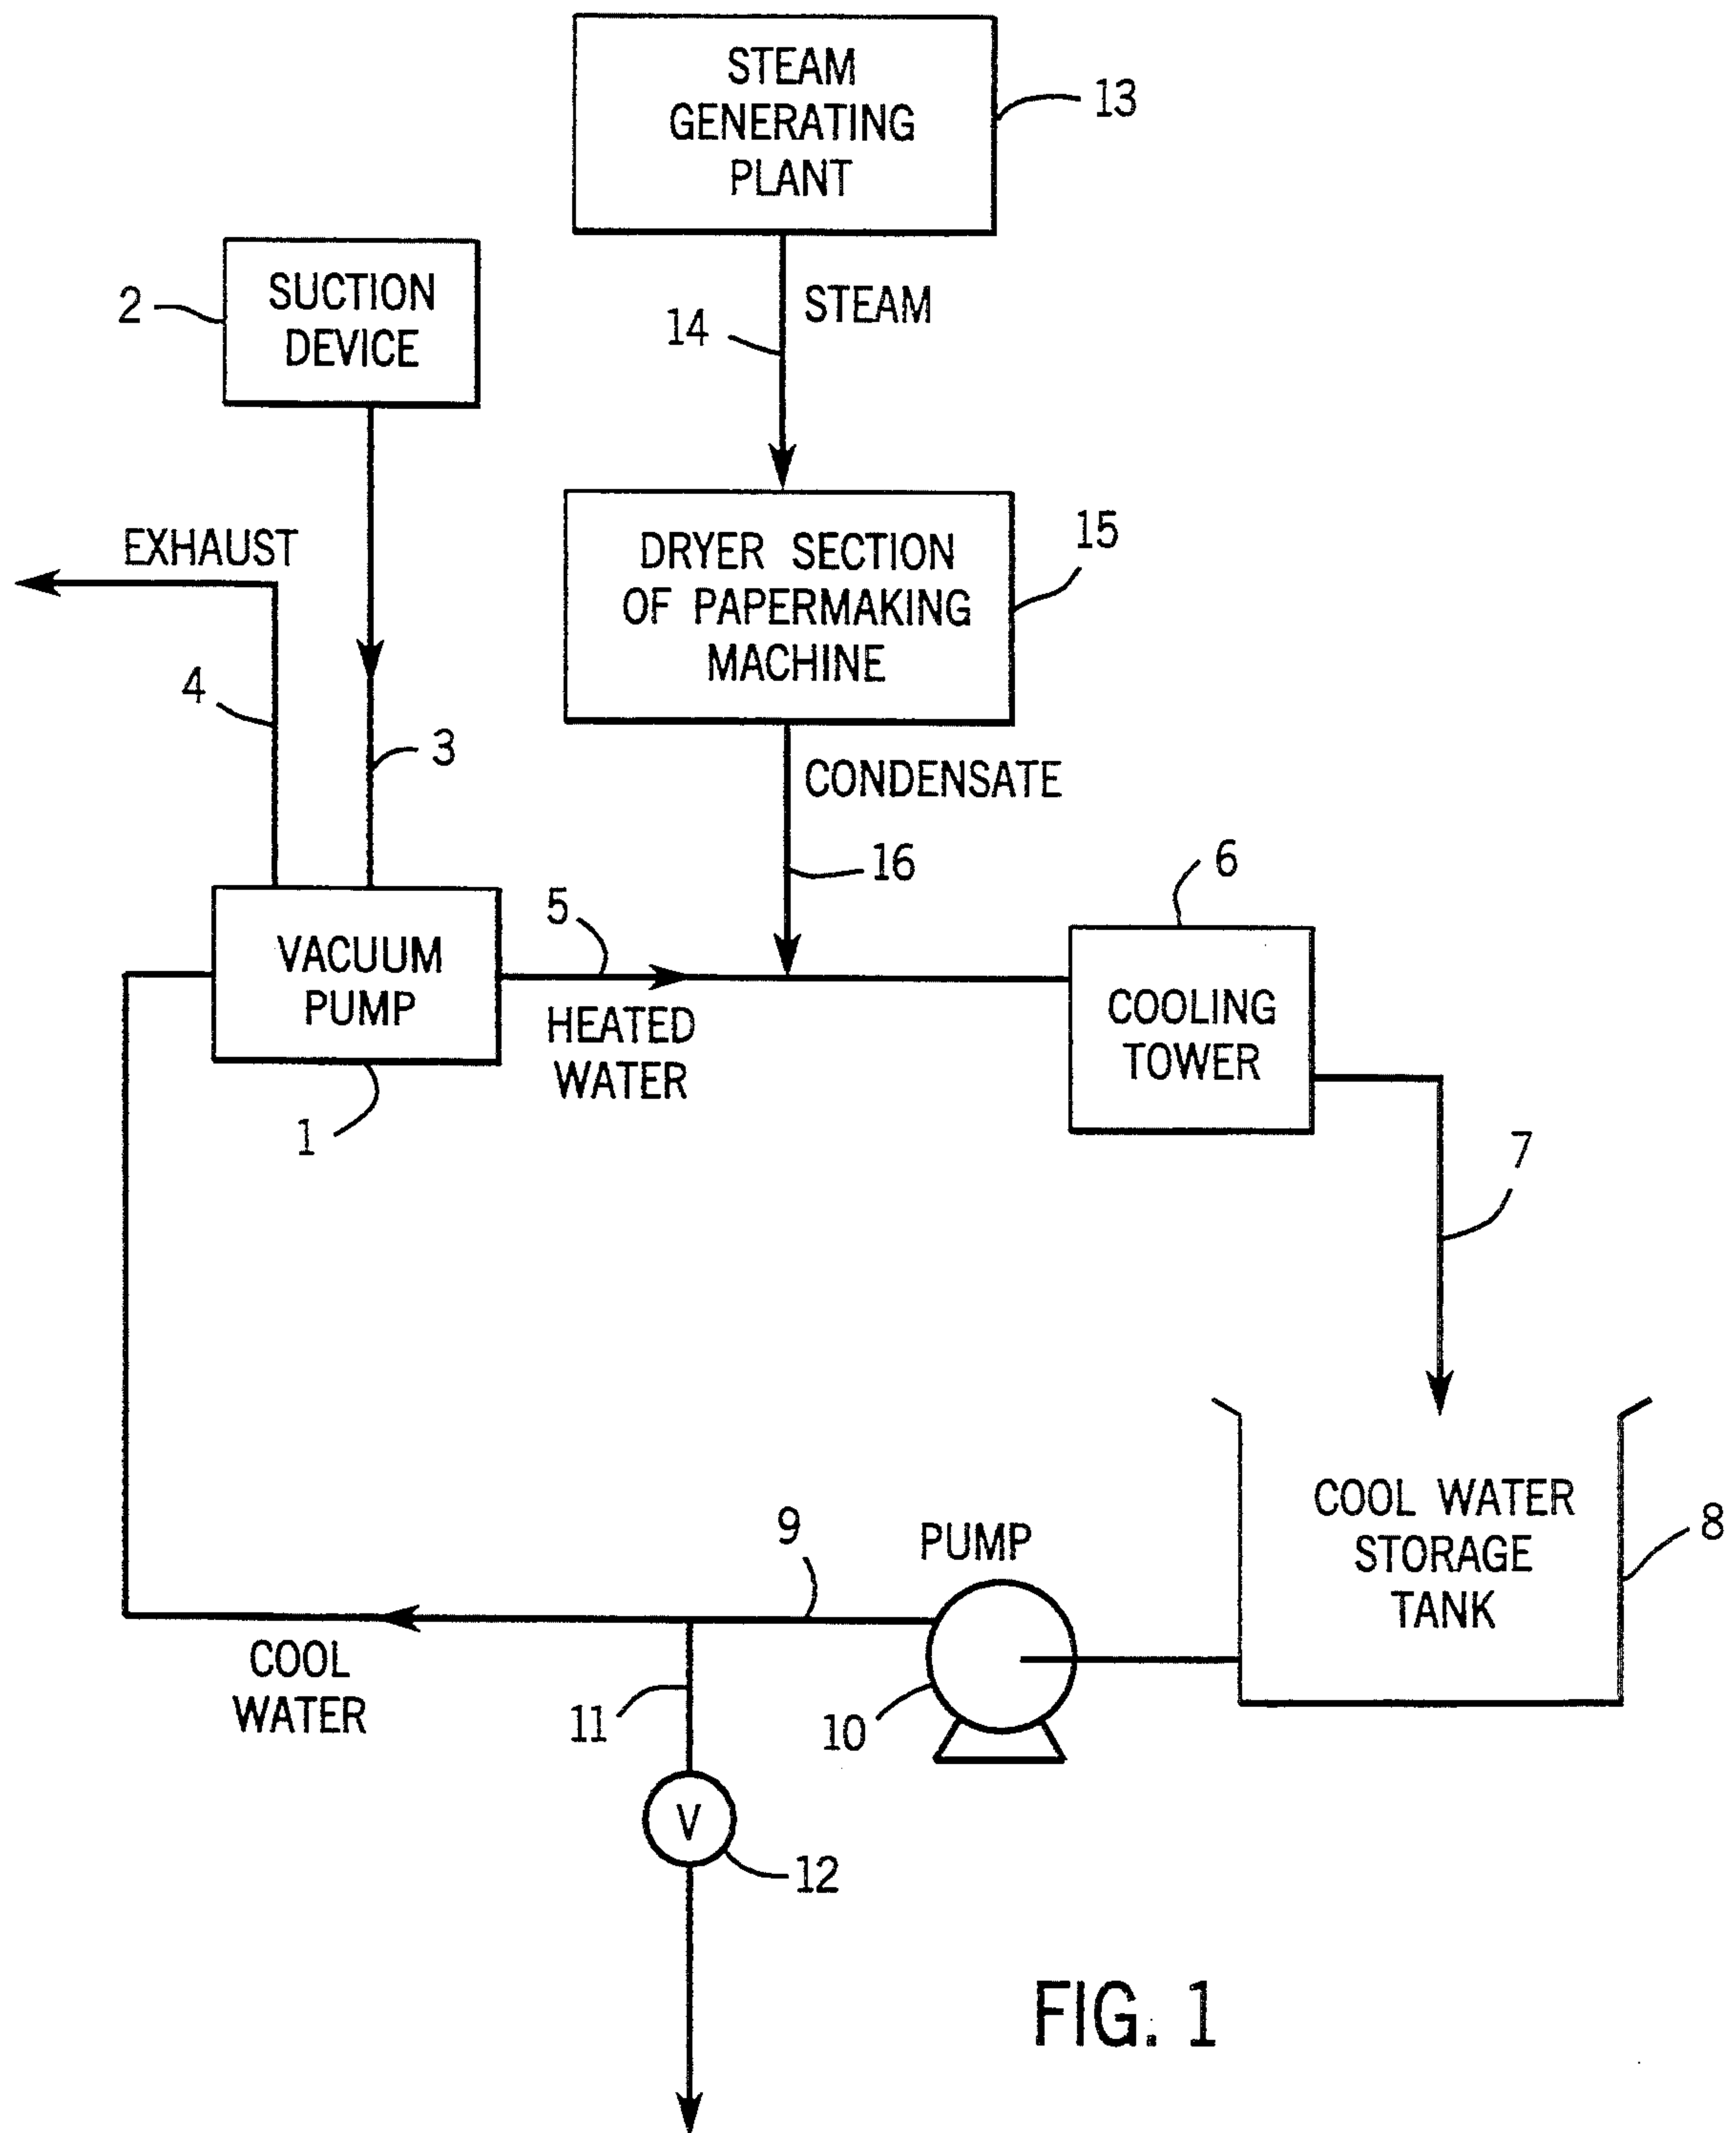 STEAM
GENERATING
PLANT
13
SUCTION
DEVICE
2
STEAM
14
EXHAUST
DRYER SECTION
OF PAPERMAKING
MACHINE
15
4
3
CONDENSATE
16
6
5
VACUUM
PUMP
HEATED
WATER
COOLING
TOWER
1
7
COOL WATER
STORAGE
TANK
8
9
PUMP
COOL
WATER
11
10
V
12
FIG. 1